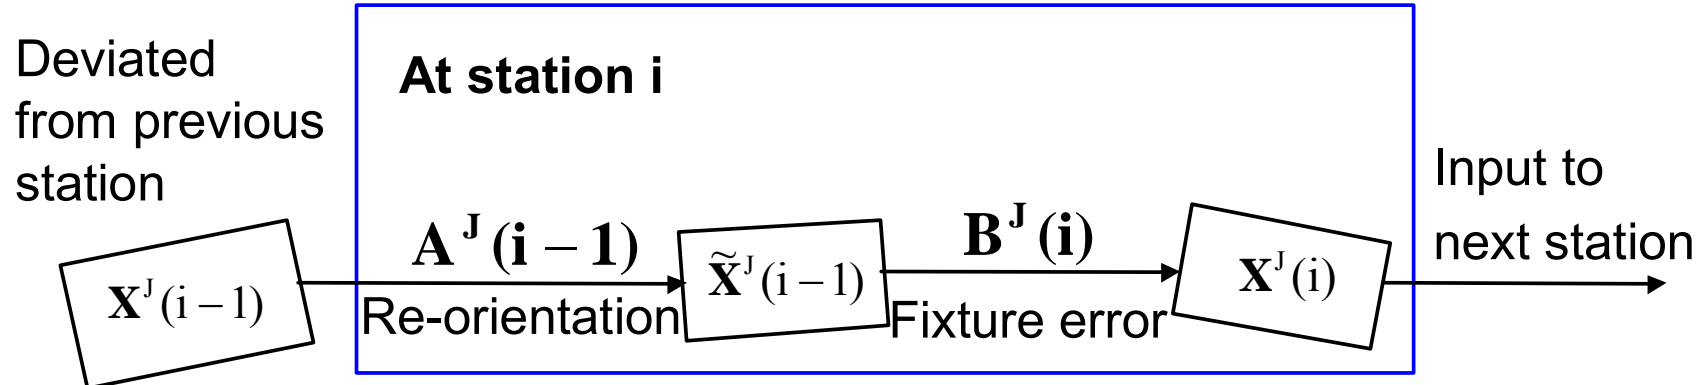 Deviated
from previous
station
At station i
Input to
next station
A^J (i – 1)
B^J (i)
X^J (i – 1)
X̃^J (i – 1)
X^J (i)
Re-orientation
Fixture error